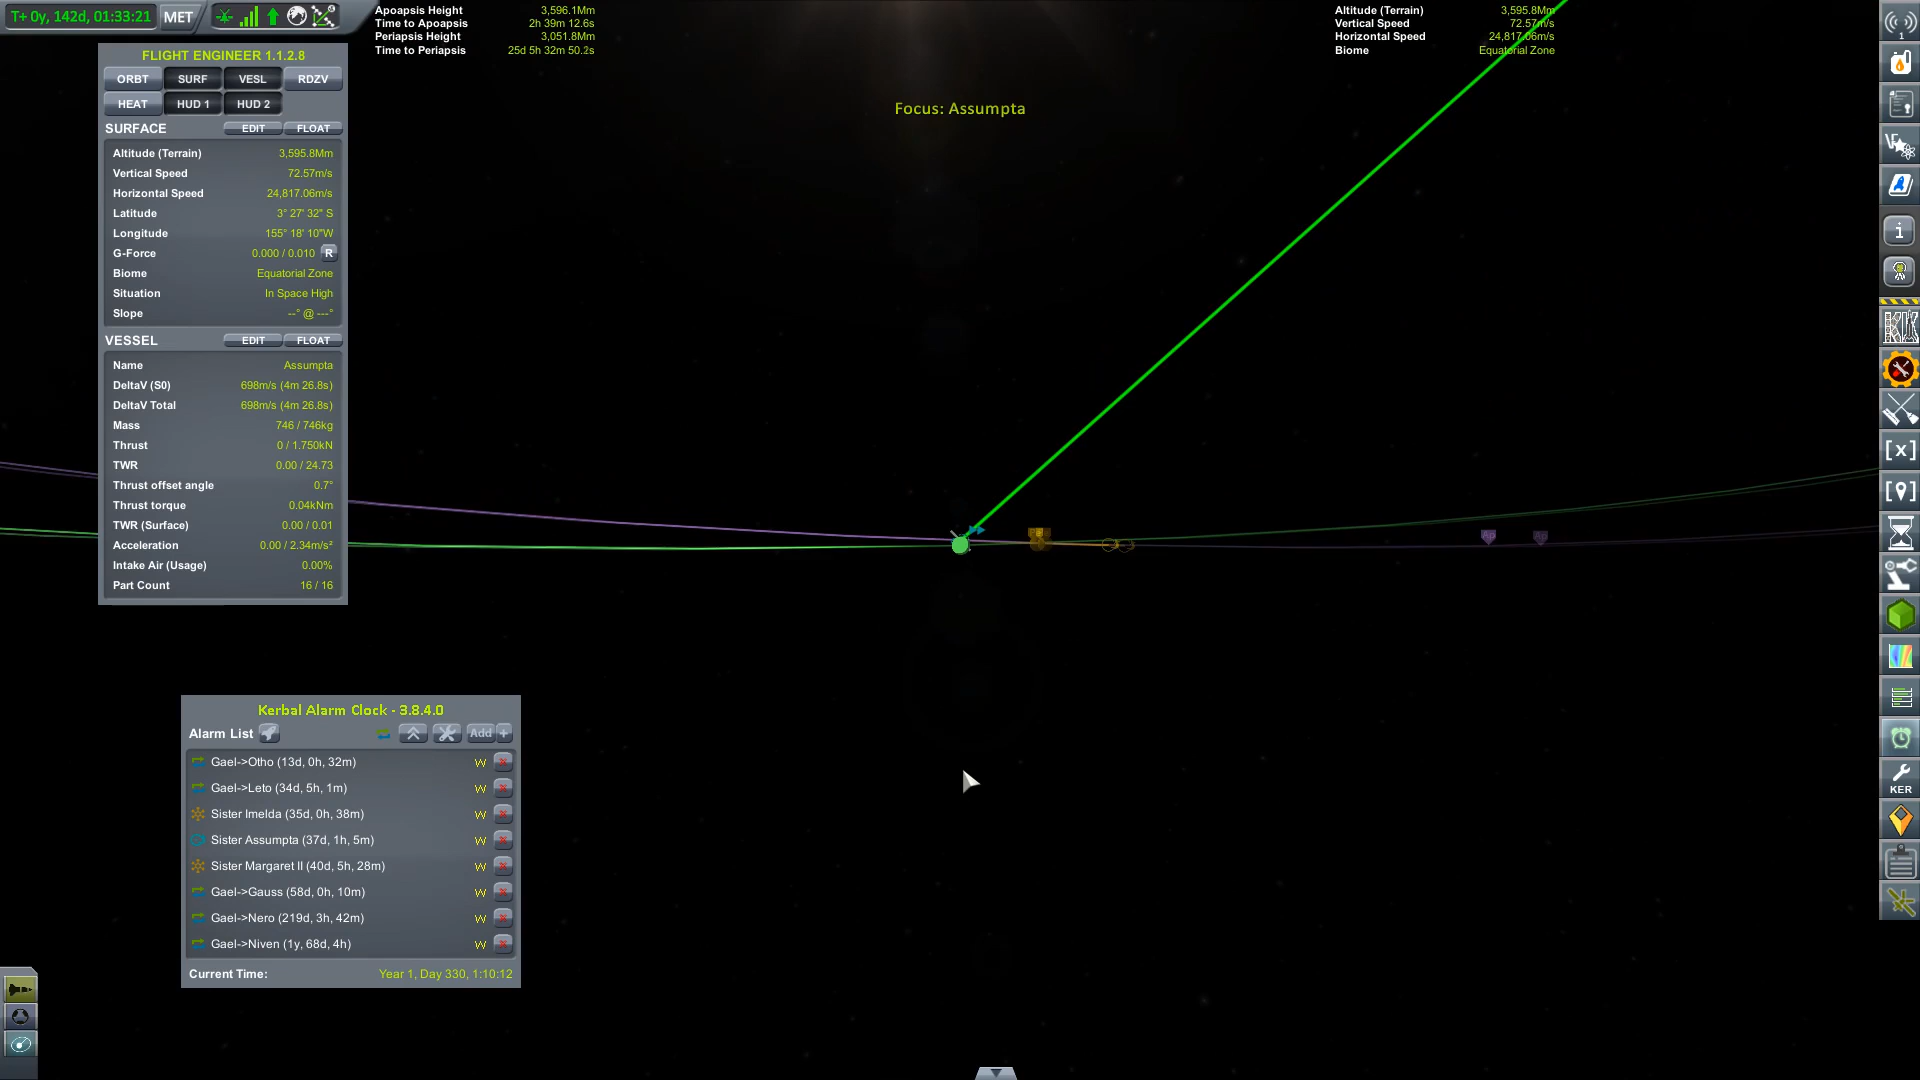 T+ 0y, 142d, 01:33:21 MET
Apoapsis Height 3,596.1Mm
Time to Apoapsis 2h 39m 12.6s
Periapsis Height 3,051.8Mm
Time to Periapsis 25d 5h 32m 50.2s
Altitude (Terrain) 3,595.8Mm
Vertical Speed 72.57m/s
Horizontal Speed 24,817.06m/s
Biome Equatorial Zone
Focus: Assumpta
FLIGHT ENGINEER 1.1.2.8
ORBT SURF VESL RDZV
HEAT HUD 1 HUD 2
SURFACE EDIT FLOAT
Altitude (Terrain) 3,595.8Mm
Vertical Speed 72.57m/s
Horizontal Speed 24,817.06m/s
Latitude 3° 27' 32" S
Longitude 155° 18' 10"W
G-Force 0.000 / 0.010 R
Biome Equatorial Zone
Situation In Space High
Slope --° @ ---°
VESSEL EDIT FLOAT
Name Assumpta
DeltaV (S0) 698m/s (4m 26.8s)
DeltaV Total 698m/s (4m 26.8s)
Mass 746 / 746kg
Thrust 0 / 1.750kN
TWR 0.00 / 24.73
Thrust offset angle 0.7°
Thrust torque 0.04kNm
TWR (Surface) 0.00 / 0.01
Acceleration 0.00 / 2.34m/s²
Intake Air (Usage) 0.00%
Part Count 16 / 16
Ap Ap
Kerbal Alarm Clock - 3.8.4.0
Alarm List Add +
Gael->Otho (13d, 0h, 32m) W
Gael->Leto (34d, 5h, 1m) W
Sister Imelda (35d, 0h, 38m) W
Sister Assumpta (37d, 1h, 5m) W
Sister Margaret II (40d, 5h, 28m) W
Gael->Gauss (58d, 0h, 10m) W
Gael->Nero (219d, 3h, 42m) W
Gael->Niven (1y, 68d, 4h) W
Current Time: Year 1, Day 330, 1:10:12
1
KER